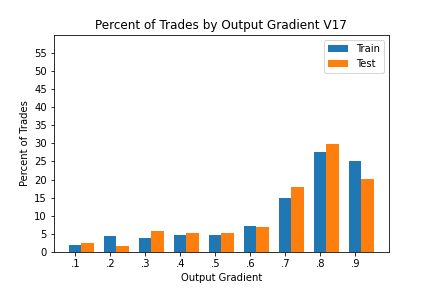 Percent of Trades by Output Gradient V17
Train
Test
Percent of Trades
55
50
45
40
35
30
25
20
15
10
5
0
.1 .2 .3 .4 .5 .6 .7 .8 .9
Output Gradient